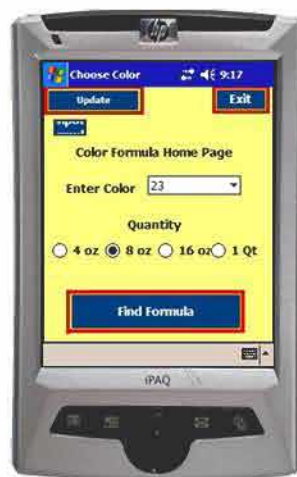 hp
Choose Color 9:17
Update Exit
Color Formula Home Page
Enter Color 23
Quantity
4 oz 8 oz 16 oz 1 Qt
Find Formula
iPAQ